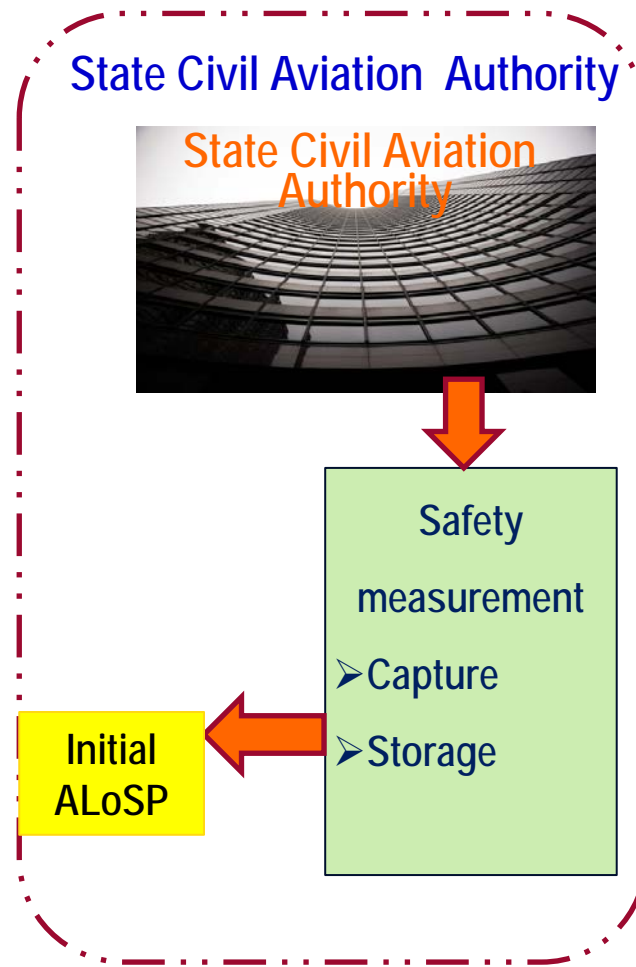 State Civil Aviation Authority
State Civil Aviation
Authority
Safety
measurement
➢Capture
➢Storage
Initial
ALoSP